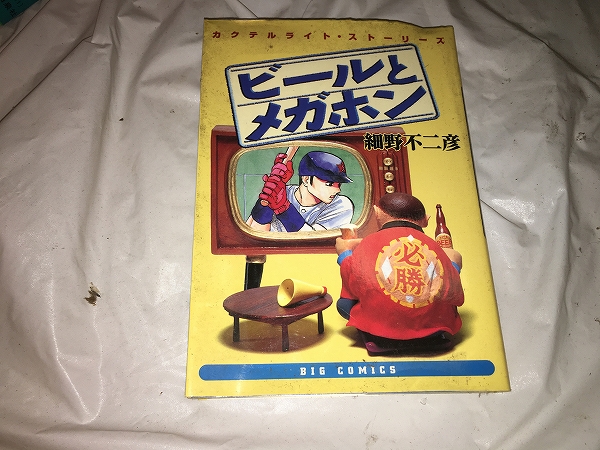 カクテルライト・ストーリーズ
ビールと
メガホン
細野不二彦
必勝
BIG COMICS